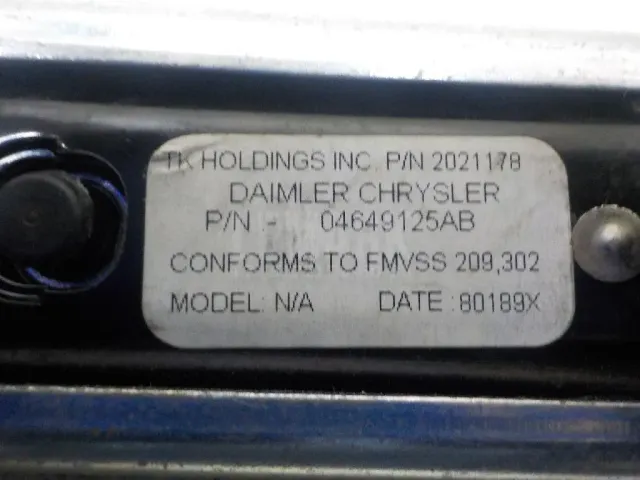 TK HOLDINGS INC. P/N 2021178
DAIMLER CHRYSLER
P/N - 04649125AB
CONFORMS TO FMVSS 209,302
MODEL: N/A DATE : 80189X